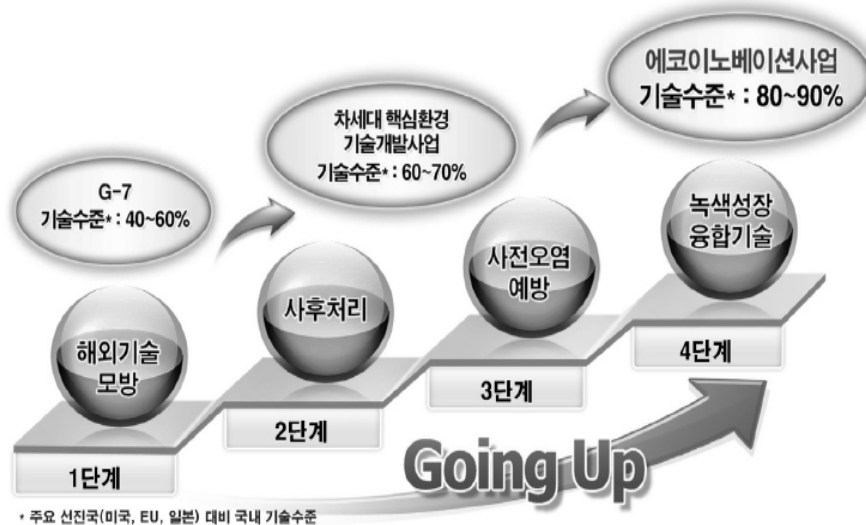 에코이노베이션사업
기술수준* : 80~90%
차세대 핵심환경
기술개발사업
기술수준* : 60~70%
G-7
기술수준* : 40~60%
녹색성장
융합기술
사전오염
예방
사후처리
해외기술
모방
4단계
3단계
2단계
1단계
Going Up
* 주요 선진국(미국, EU, 일본) 대비 국내 기술수준